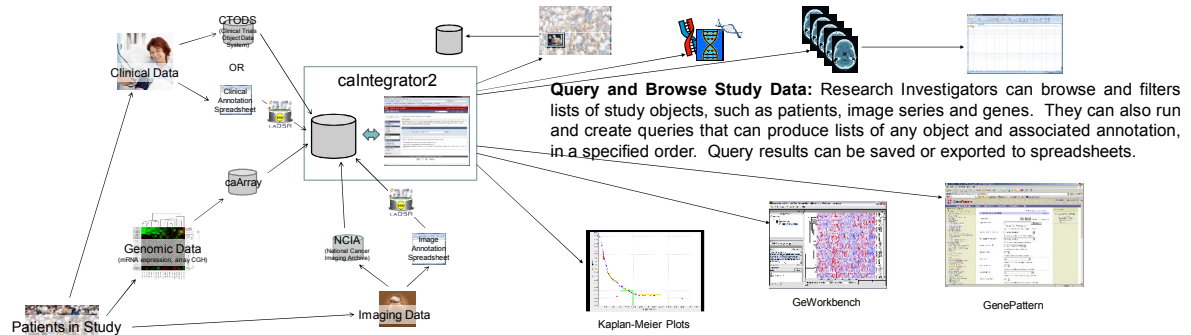 CTODS
(Clinical Trials
Object Data
System)
Clinical Data
OR
Clinical
Annotation
Spreadsheet
caDSR
caIntegrator2
Query and Browse Study Data: Research Investigators can browse and filters
lists of study objects, such as patients, image series and genes. They can also run
and create queries that can produce lists of any object and associated annotation,
in a specified order. Query results can be saved or exported to spreadsheets.
caArray
caDSR
Genomic Data
(mRNA expression, array CGH)
NCIA
(National Cancer
Imaging Archive)
Image
Annotation
Spreadsheet
GenePattern
Patients in Study
Imaging Data
Kaplan-Meier Plots
GeWorkbench
GenePattern